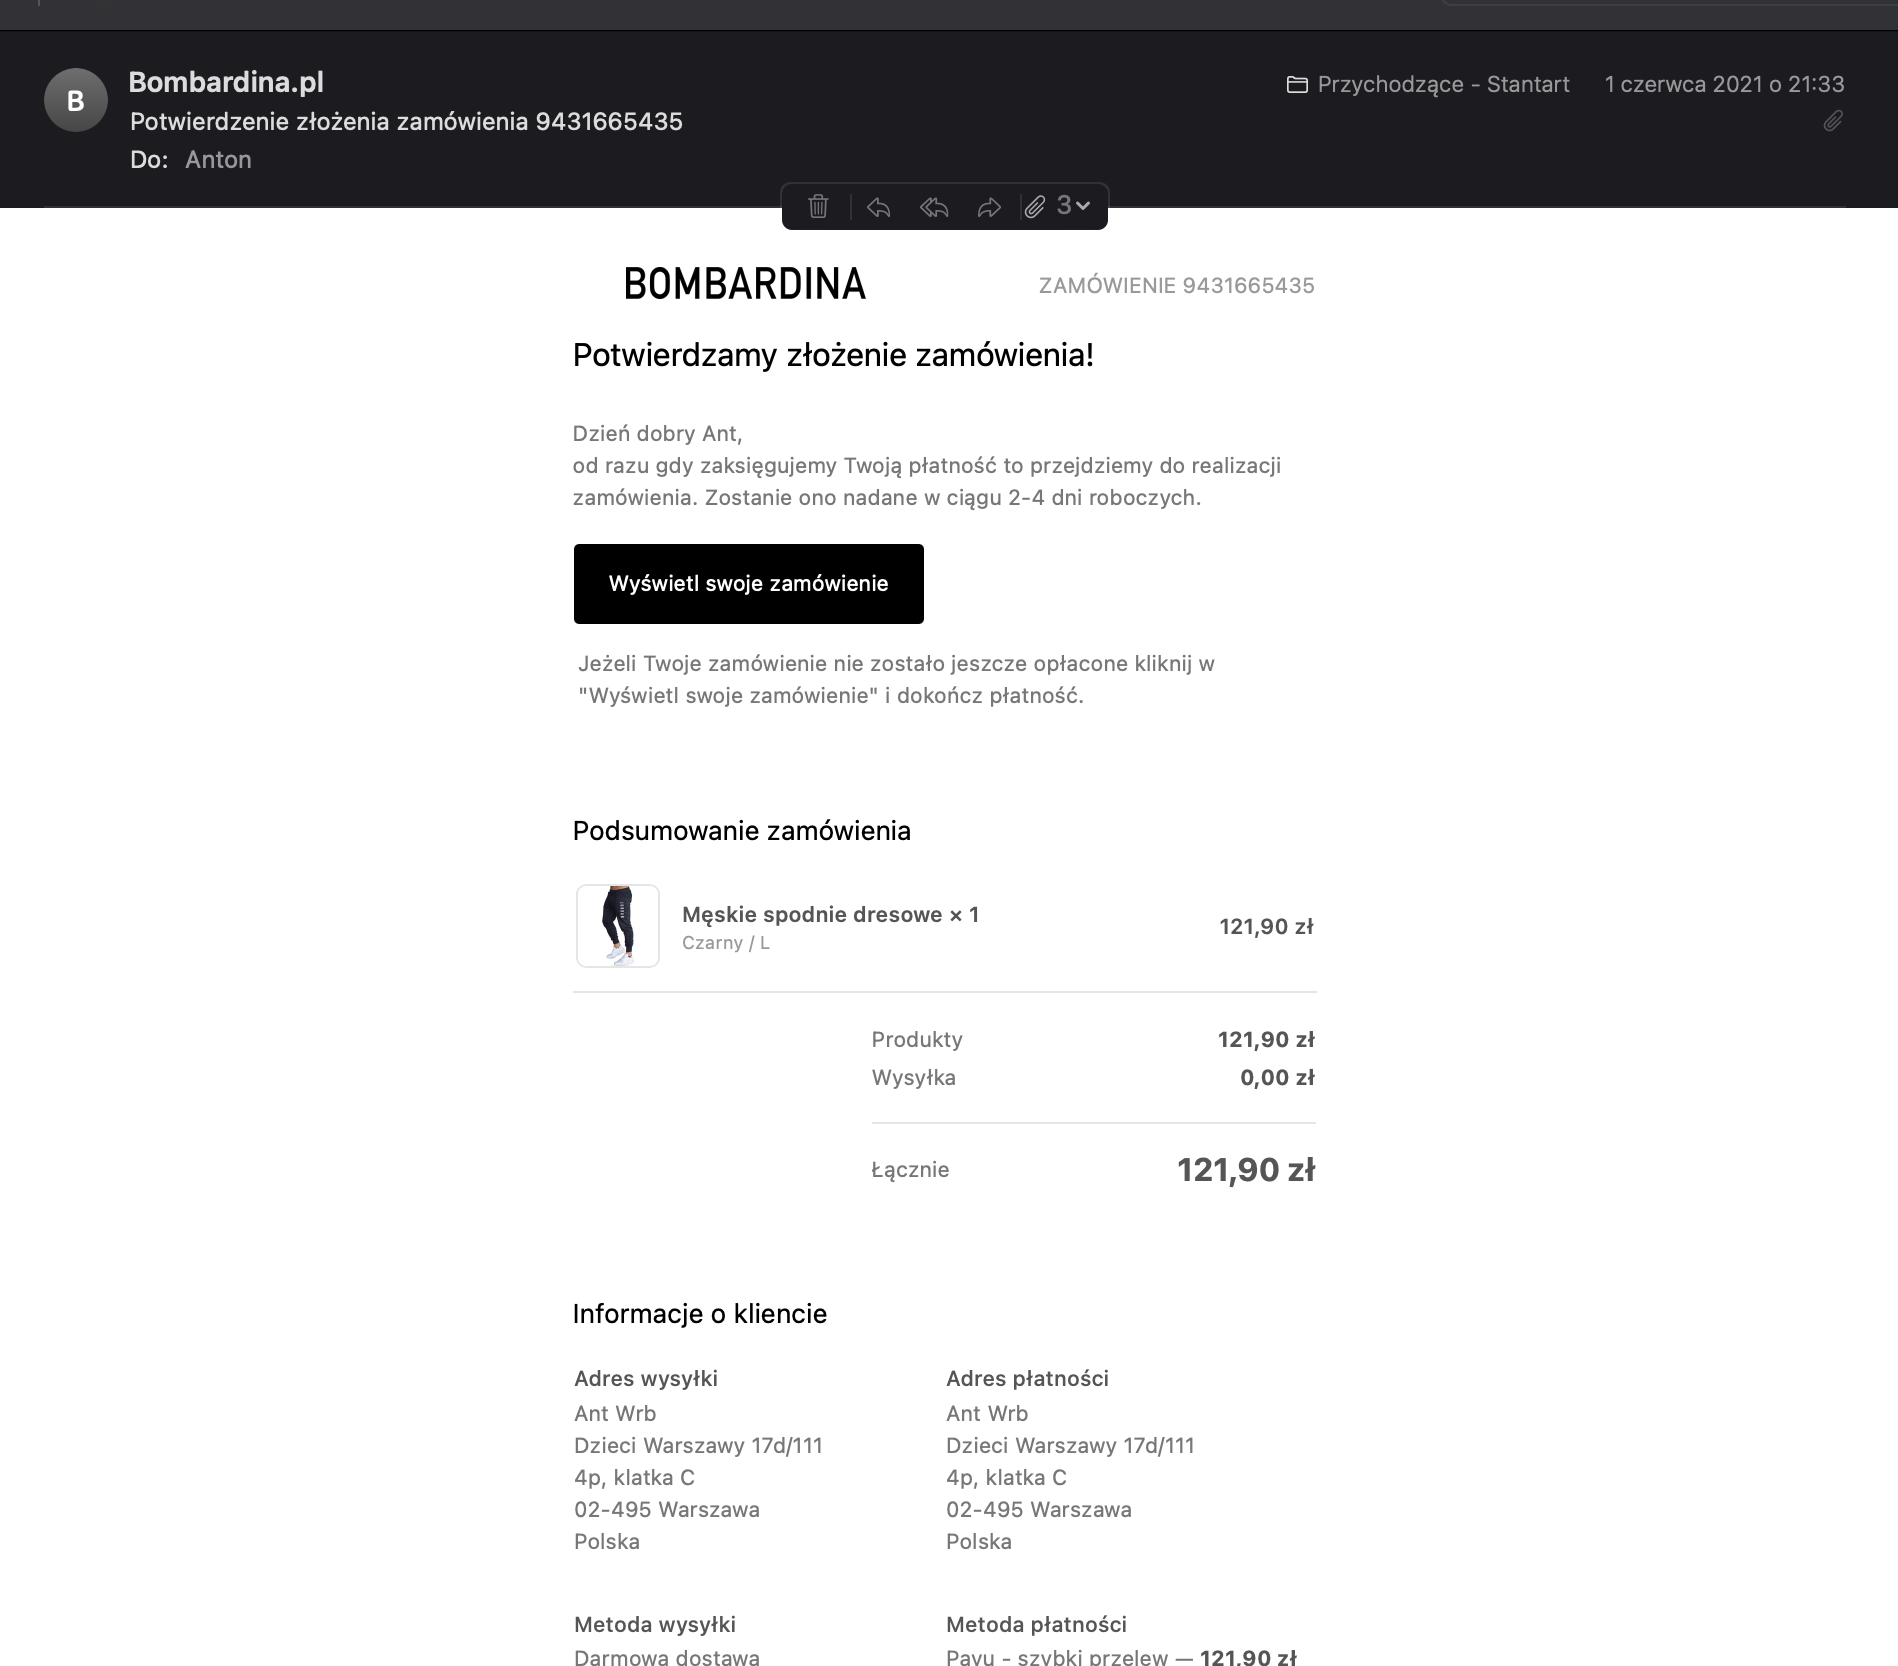 B
Bombardina.pl
Przychodzące - Stantart
1 czerwca 2021 o 21:33
Potwierdzenie złożenia zamówienia 9431665435
Do: Anton
3
BOMBARDINA
ZAMÓWIENIE 9431665435
Potwierdzamy złożenie zamówienia!
Dzień dobry Ant,
od razu gdy zaksięgujemy Twoją płatność to przejdziemy do realizacji
zamówienia. Zostanie ono nadane w ciągu 2-4 dni roboczych.
Wyświetl swoje zamówienie
Jeżeli Twoje zamówienie nie zostało jeszcze opłacone kliknij w
"Wyświetl swoje zamówienie" i dokończ płatność.
Podsumowanie zamówienia
Męskie spodnie dresowe × 1
Czarny / L
121,90 zł
Produkty 121,90 zł
Wysyłka 0,00 zł
Łącznie 121,90 zł
Informacje o kliencie
Adres wysyłki
Ant Wrb
Dzieci Warszawy 17d/111
4p, klatka C
02-495 Warszawa
Polska
Adres płatności
Ant Wrb
Dzieci Warszawy 17d/111
4p, klatka C
02-495 Warszawa
Polska
Metoda wysyłki
Darmowa dostawa
Metoda płatności
Payu - szybki przelew — 121,90 zł